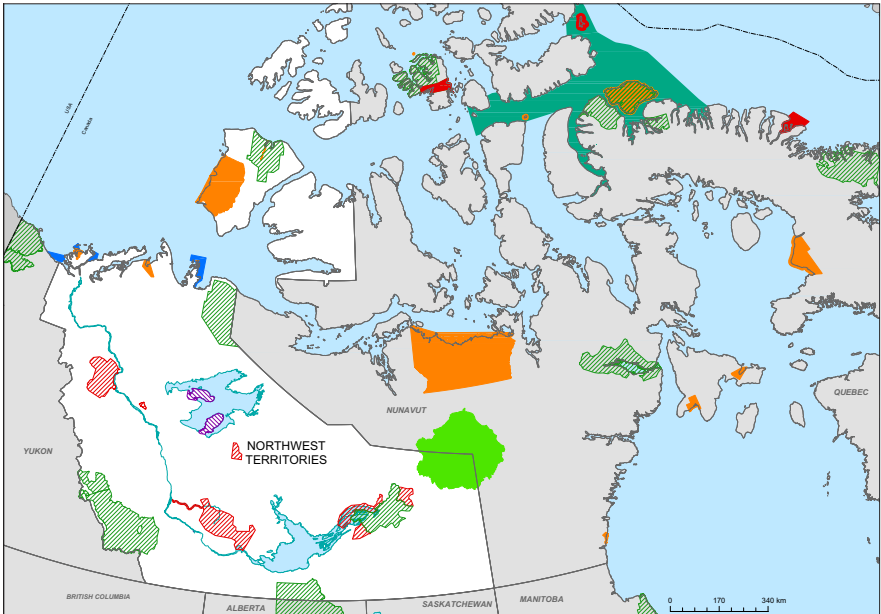 USA
Canada
NUNAVUT
QUEBEC
YUKON
NORTHWEST
TERRITORIES
BRITISH COLUMBIA
ALBERTA
SASKATCHEWAN
MANITOBA
0 170 340 km